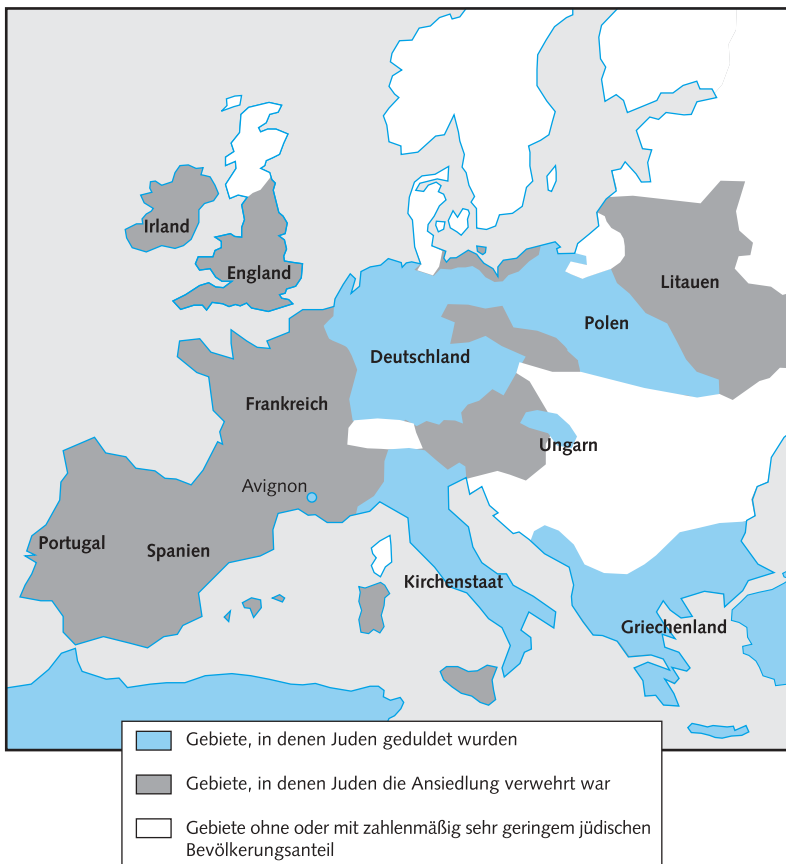 Irland
England
Litauen
Polen
Deutschland
Frankreich
Ungarn
Avignon
Portugal
Spanien
Kirchenstaat
Griechenland
Gebiete, in denen Juden geduldet wurden
Gebiete, in denen Juden die Ansiedlung verwehrt war
Gebiete ohne oder mit zahlenmäßig sehr geringem jüdischen
Bevölkerungsanteil